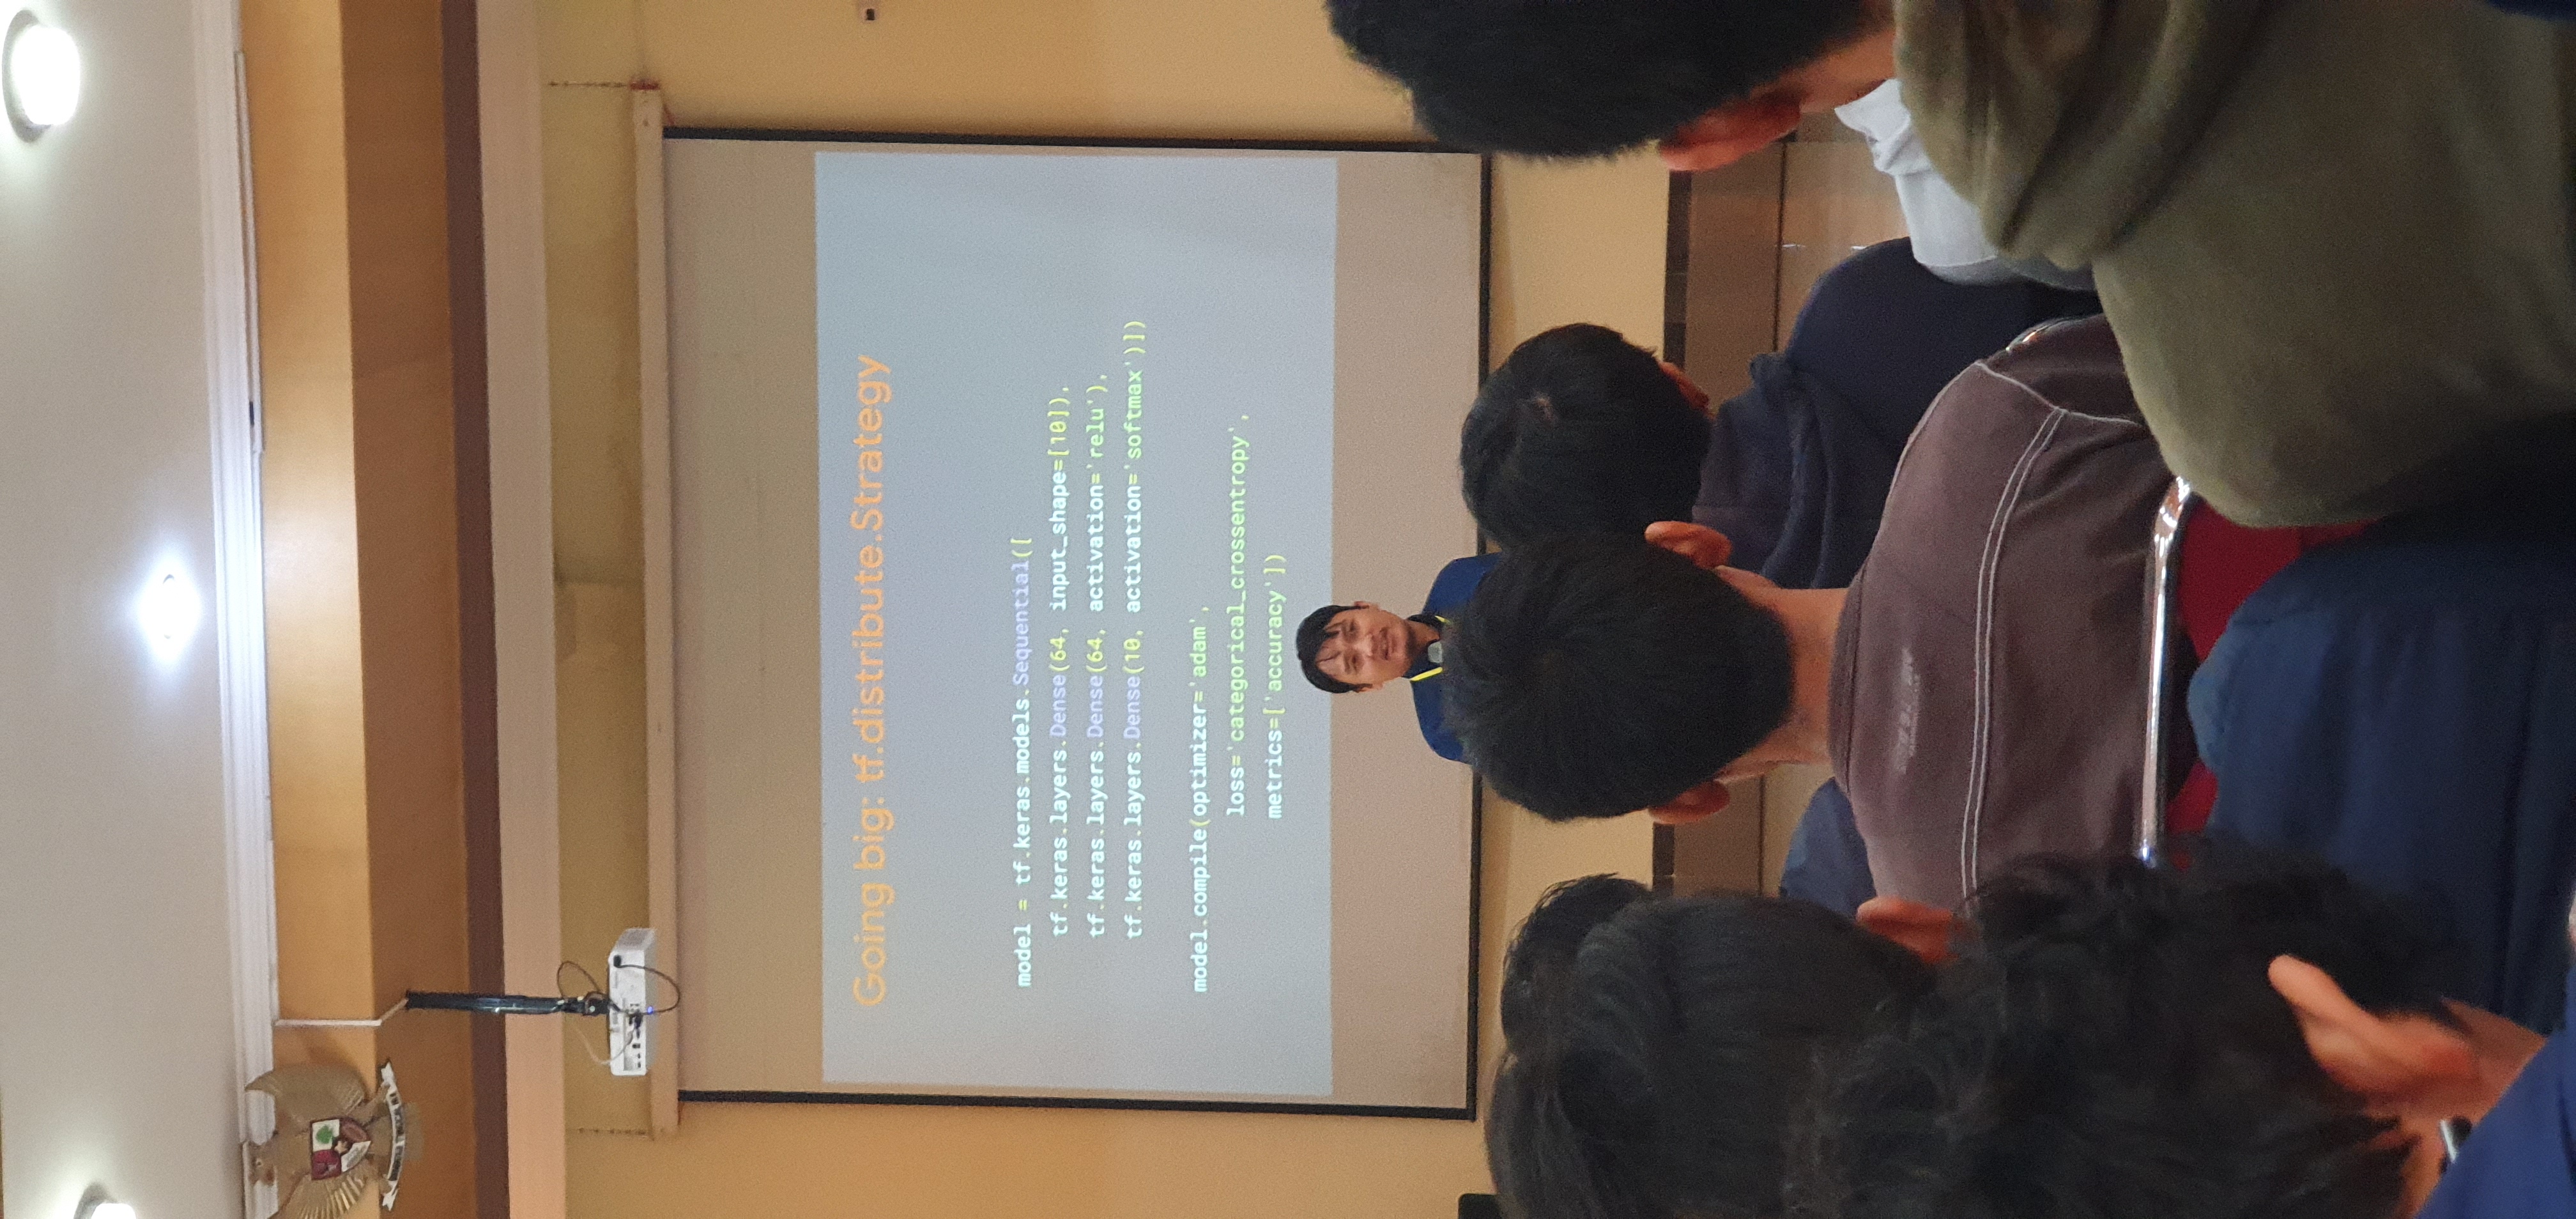 Going big: tf.distribute.Strategy
model = tf.keras.models.Sequential([
tf.keras.layers.Dense(64, input_shape=[10]),
tf.keras.layers.Dense(64, activation='relu'),
tf.keras.layers.Dense(10, activation='softmax')])
model.compile(optimizer='adam',
loss='categorical_crossentropy',
metrics=['accuracy'])